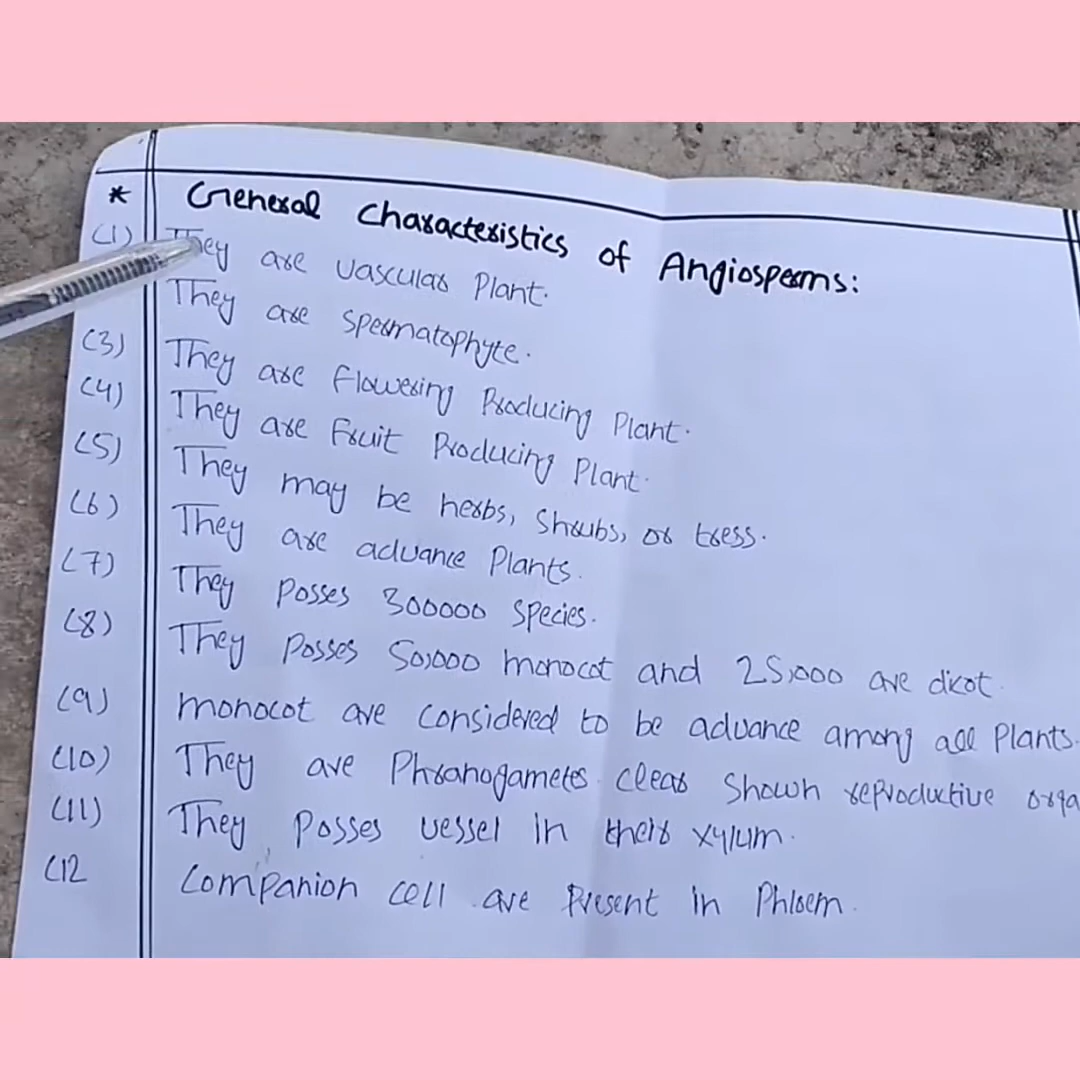 * General Characteristics of Angiosperms:
(1) They are vascular Plant.
They are spermatophyte.
(3) They are flowering Producing Plant.
(4) They are Fruit Producing Plant.
(5) They may be herbs, Shrubs, or tress.
(6) They are advance Plants.
(7) They Posses 300000 species.
(8) They Posses 50,000 monocot and 25,000 are dicot.
(9) monocot are considered to be advance among all Plants.
(10) They are Phranogametes. clear shown reproductive orga
(11) They Posses vessel in their xylum.
(12 Companion cell are Present in Phloem.